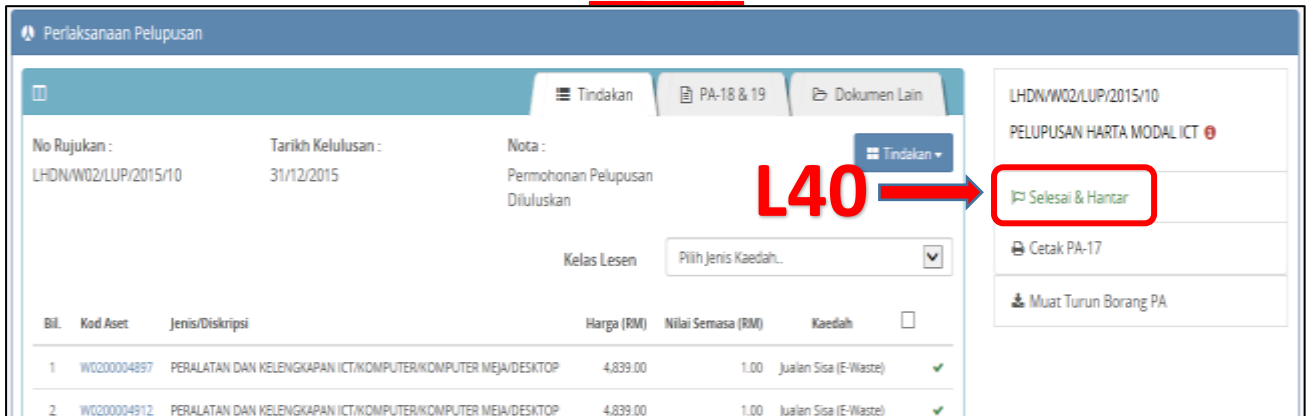 Perlaksanaan Pelupusan
Tindakan PA-18 & 19 Dokumen Lain
No Rujukan : Tarikh Kelulusan : Nota : Tindakan
LHDN/W02/LUP/2015/10 31/12/2015 Permohonan Pelupusan
Diluluskan
L40
Kelas Lesen Pilih Jenis Kaedah..
Bil. Kod Aset Jenis/Diskripsi Harga (RM) Nilai Semasa (RM) Kaedah
1 W0200004897 PERALATAN DAN KELENGKAPAN ICT/KOMPUTER/KOMPUTER MEJA/DESKTOP 4,839.00 1.00 Jualan Sisa (E-Waste)
2 W0200004912 PERALATAN DAN KELENGKAPAN ICT/KOMPUTER/KOMPUTER MEJA/DESKTOP 4,839.00 1.00 Jualan Sisa (E-Waste)
LHDN/W02/LUP/2015/10
PELUPUSAN HARTA MODAL ICT
Selesai & Hantar
Cetak PA-17
Muat Turun Borang PA